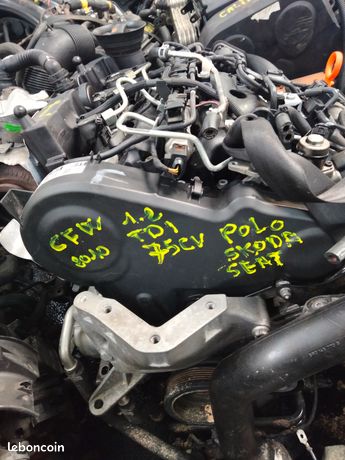 CFW
1.2
TDI
75CV
POLO
SKODA
SEAT
leboncoin